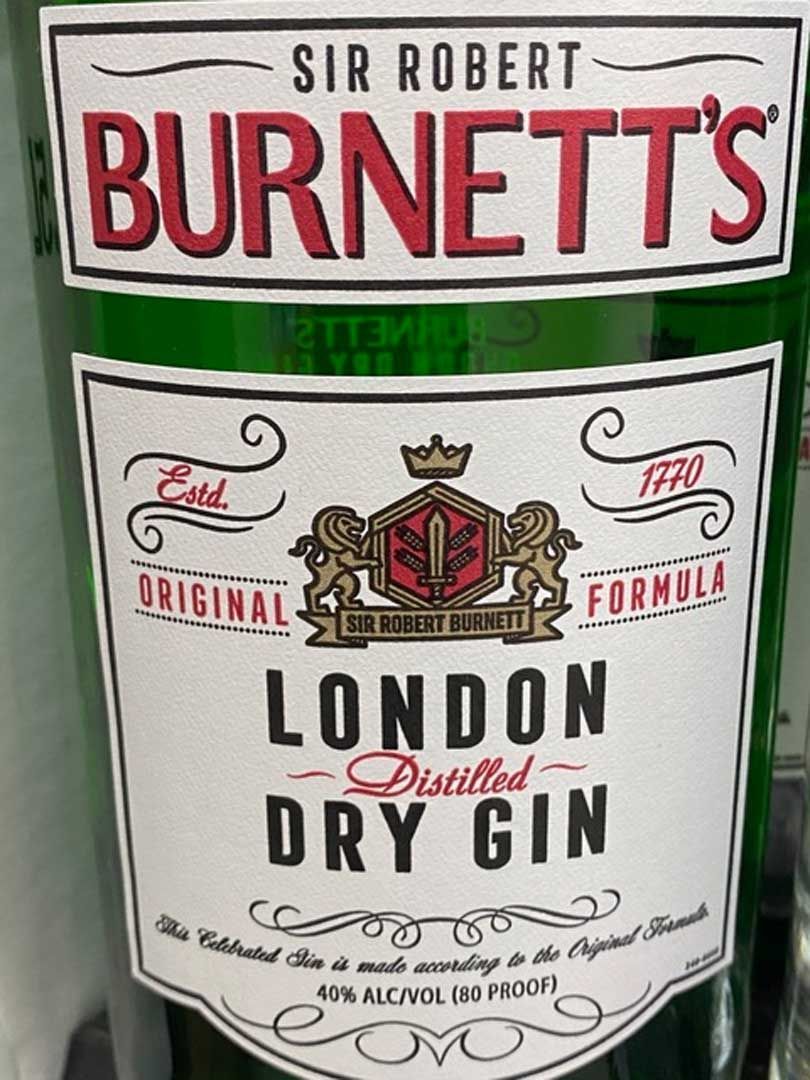 SIR ROBERT
BURNETT'S®
BURNETTS
Estd. 1770
ORIGINAL FORMULA
SIR ROBERT BURNETT
LONDON
Distilled
DRY GIN
This Celebrated Gin is made according to the Original Formula.
40% ALC/VOL (80 PROOF)